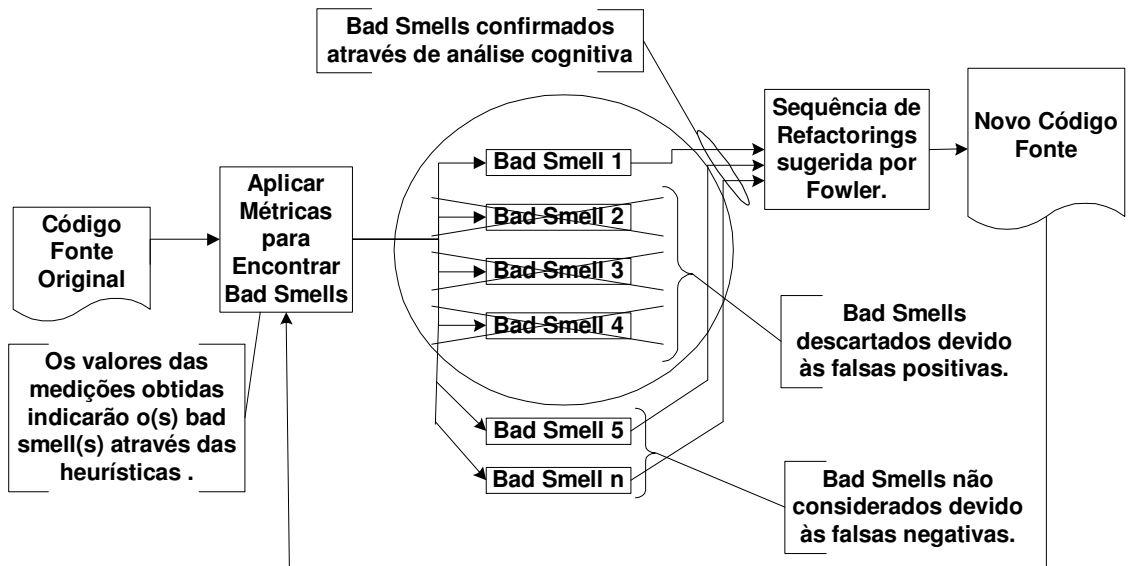 Bad Smells confirmados
através de análise cognitiva
Sequência de
Refactorings
sugerida por
Fowler.
Novo Código
Fonte
Bad Smell 1
Aplicar
Métricas
para
Encontrar
Bad Smells
Bad Smell 2
Código
Fonte
Original
Bad Smell 3
Bad Smell 4
Bad Smells
descartados devido
às falsas positivas.
Os valores das
medições obtidas
indicarão o(s) bad
smell(s) através das
heurísticas .
Bad Smell 5
Bad Smell n
Bad Smells não
considerados devido
às falsas negativas.